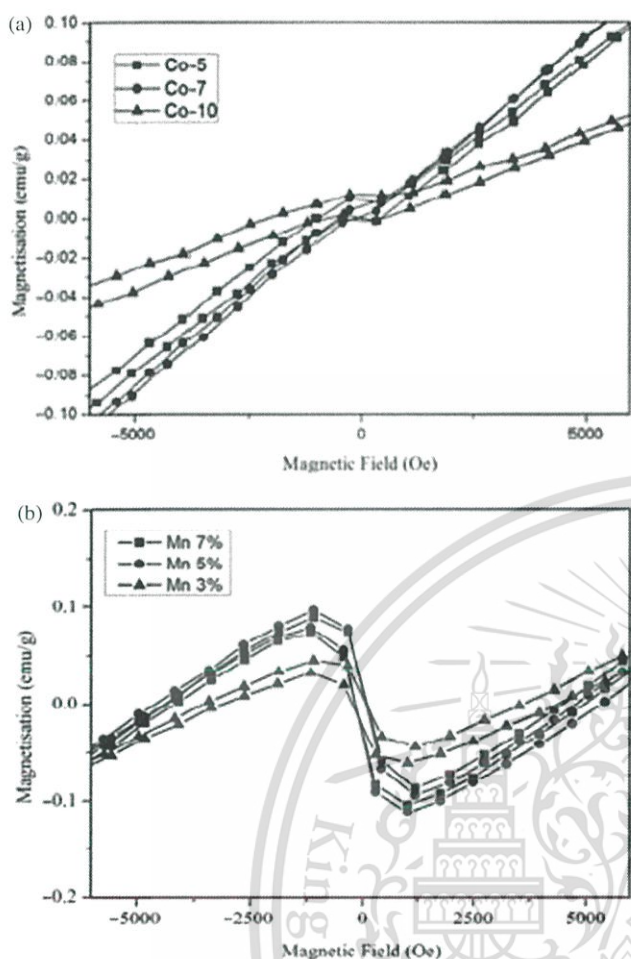 (a)
0.10
0.08
0.06
0.04
0.02
0.00
−0.02
−0.04
−0.06
−0.08
−0.10
Magnetisation (emu/g)
Co-5
Co-7
Co-10
−5000
0
5000
Magnetic Field (Oe)
(b)
0.2
0.1
0.0
−0.1
−0.2
Magnetisation (emu/g)
Mn 7%
Mn 5%
Mn 3%
−5000
−2500
0
2500
5000
Magnetic Field (Oe)
King